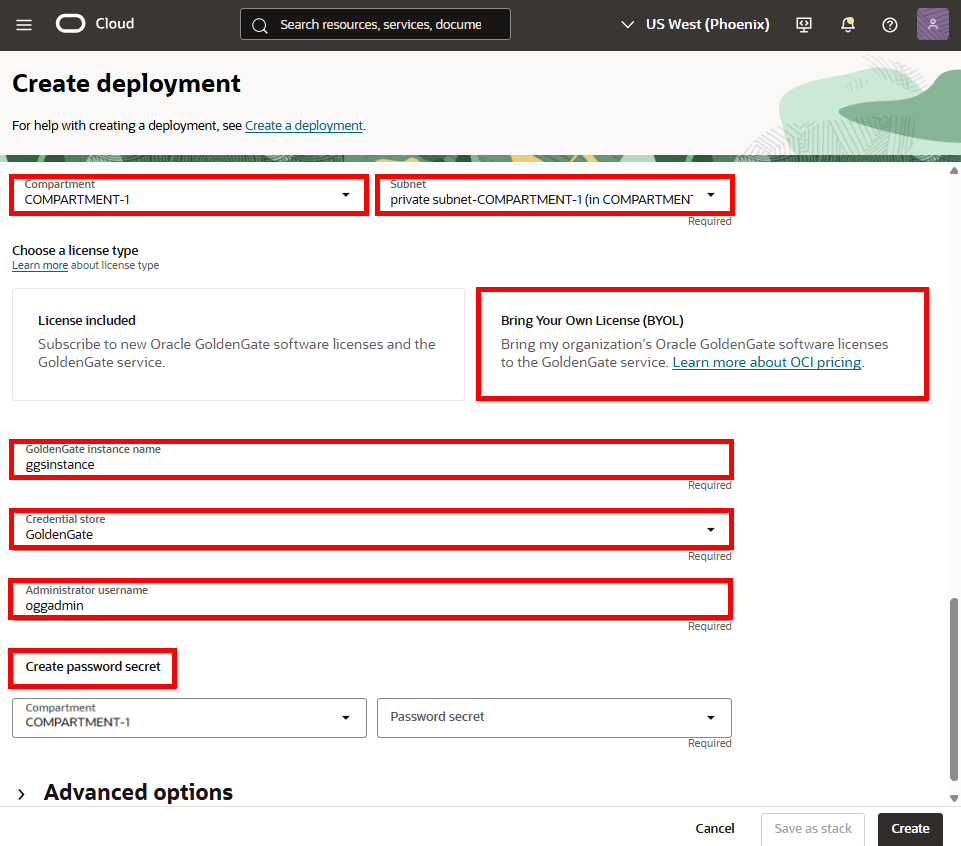 Cloud
Search resources, services, docume
US West (Phoenix)
Create deployment
For help with creating a deployment, see Create a deployment.
Compartment
COMPARTMENT-1
Subnet
private subnet-COMPARTMENT-1 (in COMPARTMENT
Required
Choose a license type
Learn more about license type
License included
Subscribe to new Oracle GoldenGate software licenses and the
GoldenGate service.
Bring Your Own License (BYOL)
Bring my organization's Oracle GoldenGate software licenses
to the GoldenGate service. Learn more about OCI pricing.
GoldenGate instance name
ggsinstance
Required
Credential store
GoldenGate
Required
Administrator username
oggadmin
Required
Create password secret
Compartment
COMPARTMENT-1
Password secret
Required
Advanced options
Cancel
Save as stack
Create